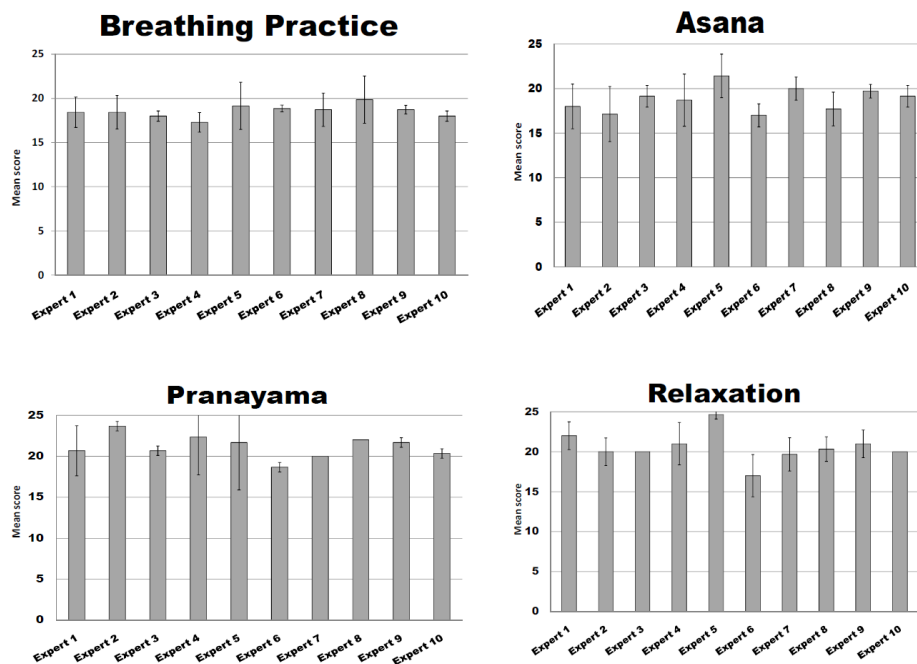 Breathing Practice
25
20
15
10
5
0
Mean score
Expert 1
Expert 2
Expert 3
Expert 4
Expert 5
Expert 6
Expert 7
Expert 8
Expert 9
Expert 10
Asana
25
20
15
10
5
0
Mean score
Expert 1
Expert 2
Expert 3
Expert 4
Expert 5
Expert 6
Expert 7
Expert 8
Expert 9
Expert 10
Pranayama
25
20
15
10
5
0
Mean score
Expert 1
Expert 2
Expert 3
Expert 4
Expert 5
Expert 6
Expert 7
Expert 8
Expert 9
Expert 10
Relaxation
25
20
15
10
5
0
Mean score
Expert 1
Expert 2
Expert 3
Expert 4
Expert 5
Expert 6
Expert 7
Expert 8
Expert 9
Expert 10